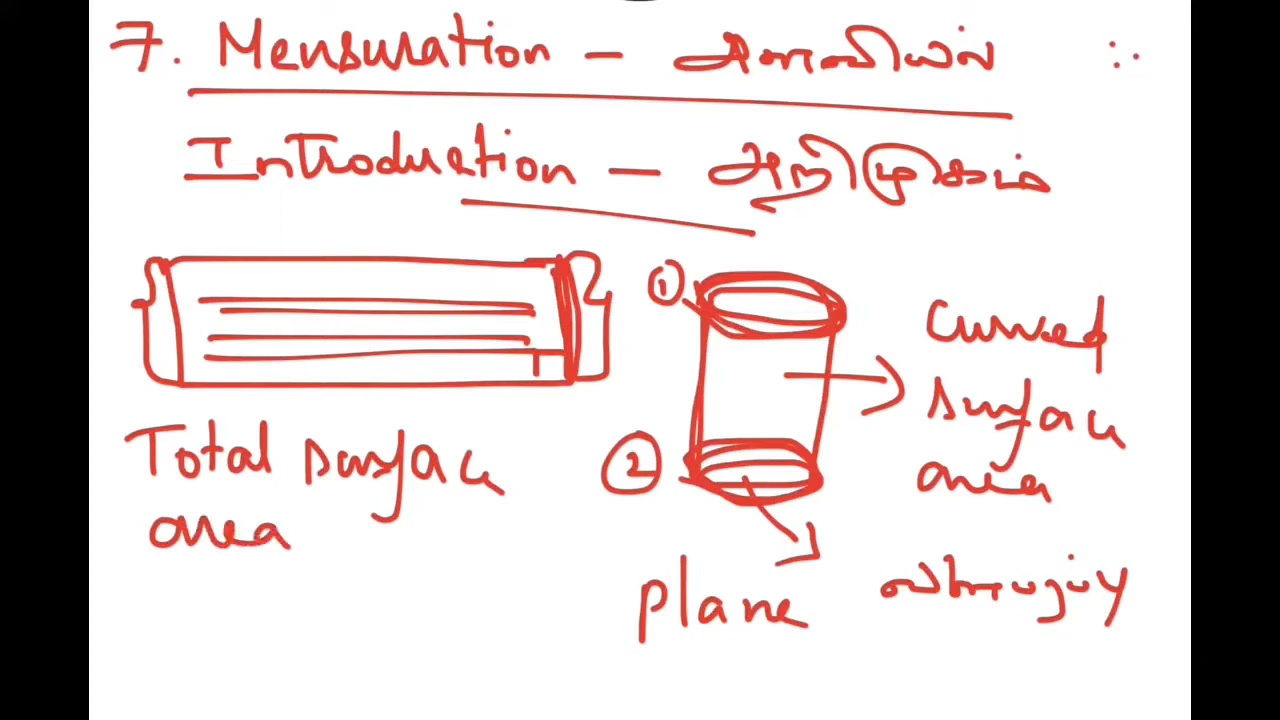 7. Mensuration - அளவியல்
Introduction - அறிமுகம்
①
Curved
surface
area
②
Total surface
area
plane